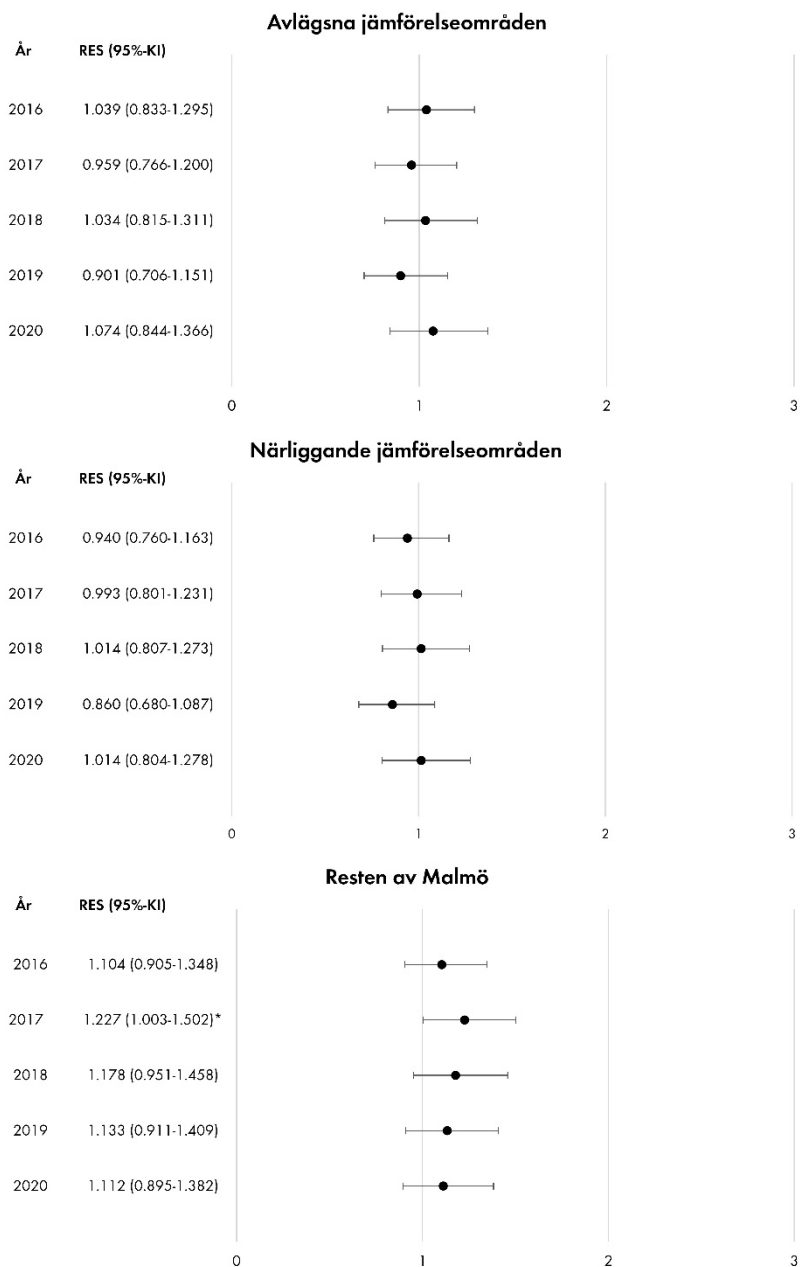 Avlägsna jämförelseområden
År RES (95%-KI)
2016 1.039 (0.833-1.295)
2017 0.959 (0.766-1.200)
2018 1.034 (0.815-1.311)
2019 0.901 (0.706-1.151)
2020 1.074 (0.844-1.366)
0 1 2 3
Närliggande jämförelseområden
År RES (95%-KI)
2016 0.940 (0.760-1.163)
2017 0.993 (0.801-1.231)
2018 1.014 (0.807-1.273)
2019 0.860 (0.680-1.087)
2020 1.014 (0.804-1.278)
0 1 2 3
Resten av Malmö
År RES (95%-KI)
2016 1.104 (0.905-1.348)
2017 1.227 (1.003-1.502)*
2018 1.178 (0.951-1.458)
2019 1.133 (0.911-1.409)
2020 1.112 (0.895-1.382)
0 1 2 3